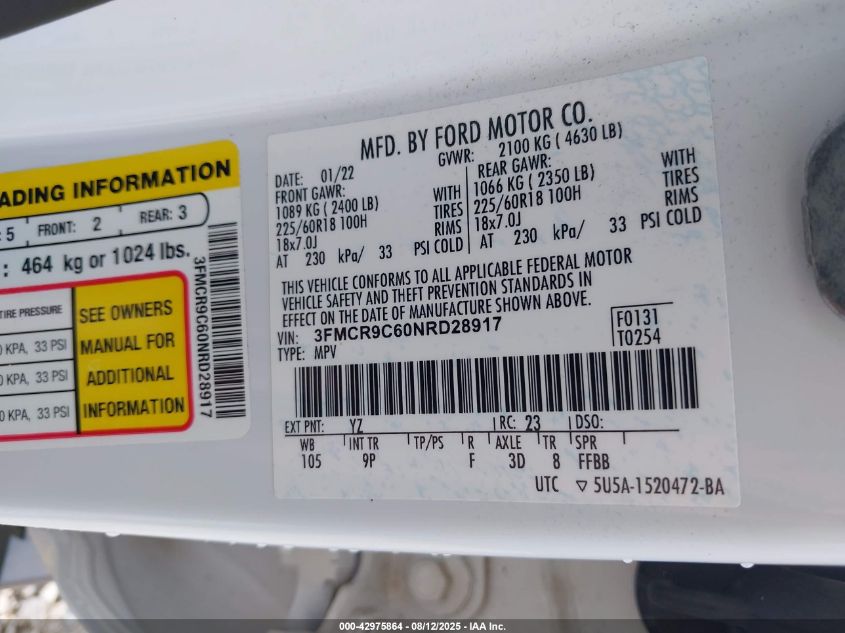 ADING INFORMATION
: 5 FRONT: 2 REAR: 3
: 464 kg or 1024 lbs.
TIRE PRESSURE
0 KPA, 33 PSI
0 KPA, 33 PSI
0 KPA, 33 PSI
SEE OWNERS
MANUAL FOR
ADDITIONAL
INFORMATION
3FMCR9C60NRD28917
MFD. BY FORD MOTOR CO.
DATE: 01/22 GVWR: 2100 KG ( 4630 LB)
FRONT GAWR: WITH REAR GAWR: WITH
1089 KG ( 2400 LB) TIRES 1066 KG ( 2350 LB) TIRES
225/60R18 100H RIMS 225/60R18 100H RIMS
18x7.0J PSI COLD 18x7.0J PSI COLD
AT 230 kPa/ 33 AT 230 kPa/ 33
THIS VEHICLE CONFORMS TO ALL APPLICABLE FEDERAL MOTOR
VEHICLE SAFETY AND THEFT PREVENTION STANDARDS IN
EFFECT ON THE DATE OF MANUFACTURE SHOWN ABOVE.
VIN: 3FMCR9C60NRD28917 F0131
TYPE: MPV T0254
EXT PNT: YZ RC: 23 DSO:
WB INT TR TP/PS R AXLE TR SPR
105 9P F 3D 8 FFBB
UTC ▽ 5U5A-1520472-BA
000-42975864 - 08/12/2025 - IAA Inc.